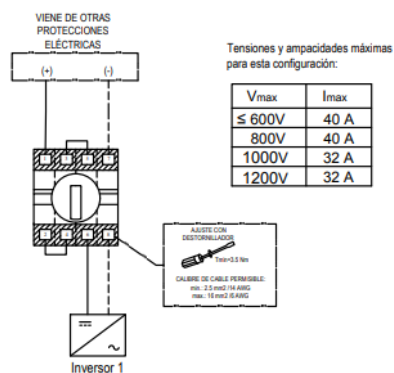 VIENE DE OTRAS
PROTECCIONES
ELÉCTRICAS
(+) (-)
Tensiones y ampacidades máximas
para esta configuración:
Vmax Imax
≤ 600V 40 A
800V 40 A
1000V 32 A
1200V 32 A
AJUSTE CON
DESTORNILLADOR
Tmin=3.5 Nm
CALIBRE DE CABLE PERMISIBLE:
min.: 2.5 mm2 /14 AWG
max.: 16 mm2 /6 AWG
Inversor 1